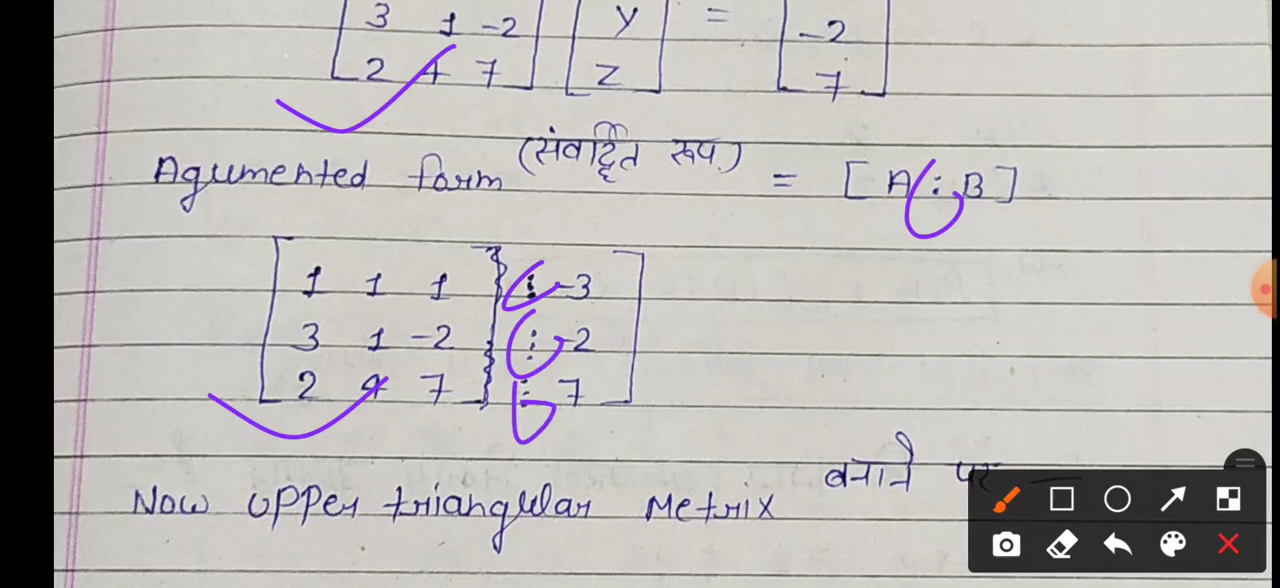 3 1 -2 y = -2
2 4 7 z 7
Agumented form (संवार्द्धित रूप) = [A : B]
1 1 1 : -3
3 1 -2 : -2
2 4 7 : 7
Now Upper triangular Metrix बनाने पर